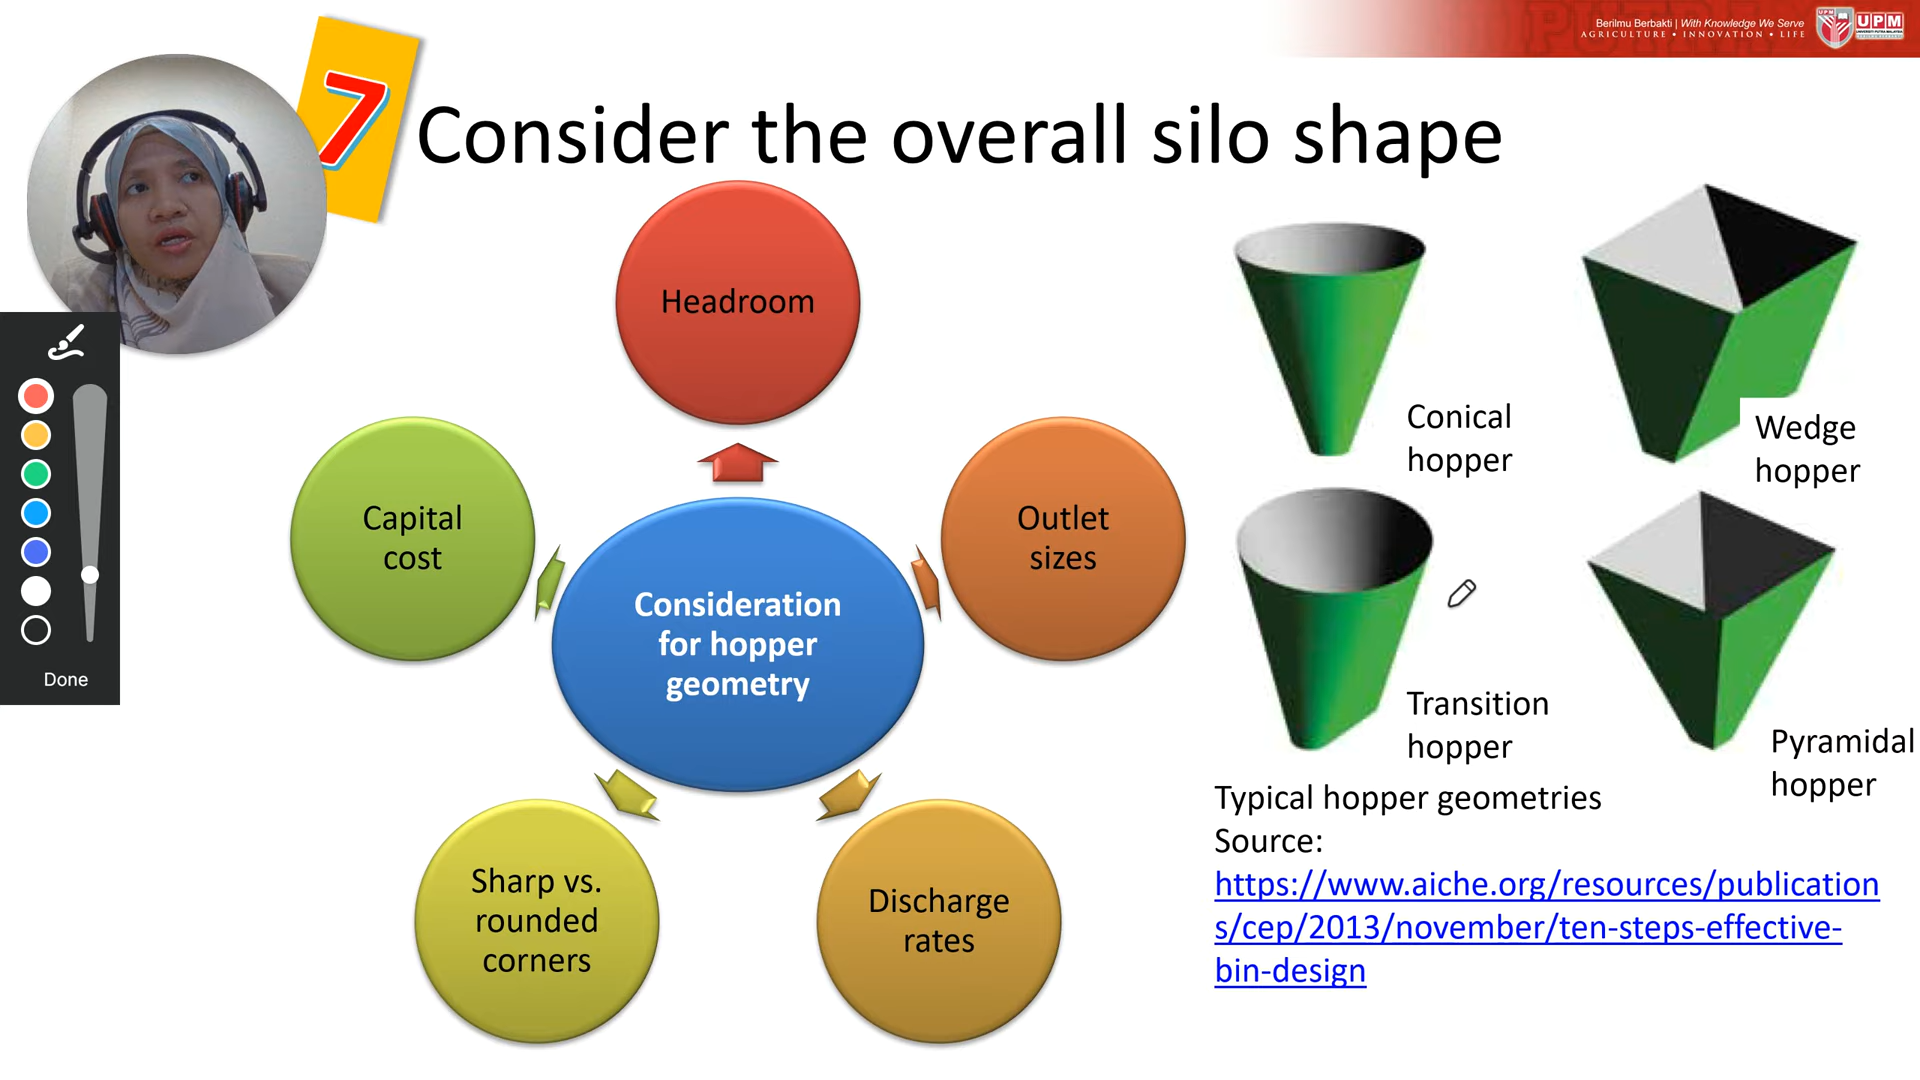 Berilmu Berbakti | With Knowledge We Serve
AGRICULTURE • INNOVATION • LIFE
UPM
7
Consider the overall silo shape
Headroom
Capital
cost
Outlet
sizes
Consideration
for hopper
geometry
Sharp vs.
rounded
corners
Discharge
rates
Conical
hopper
Wedge
hopper
Transition
hopper
Pyramidal
hopper
Typical hopper geometries
Source:
https://www.aiche.org/resources/publication
s/cep/2013/november/ten-steps-effective-
bin-design
Done